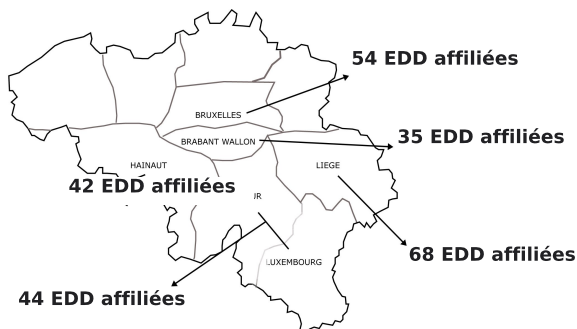 54 EDD affiliées
BRUXELLES
35 EDD affiliées
BRABANT WALLON
HAINAUT
LIEGE
42 EDD affiliées
UR
68 EDD affiliées
LUXEMBOURG
44 EDD affiliées